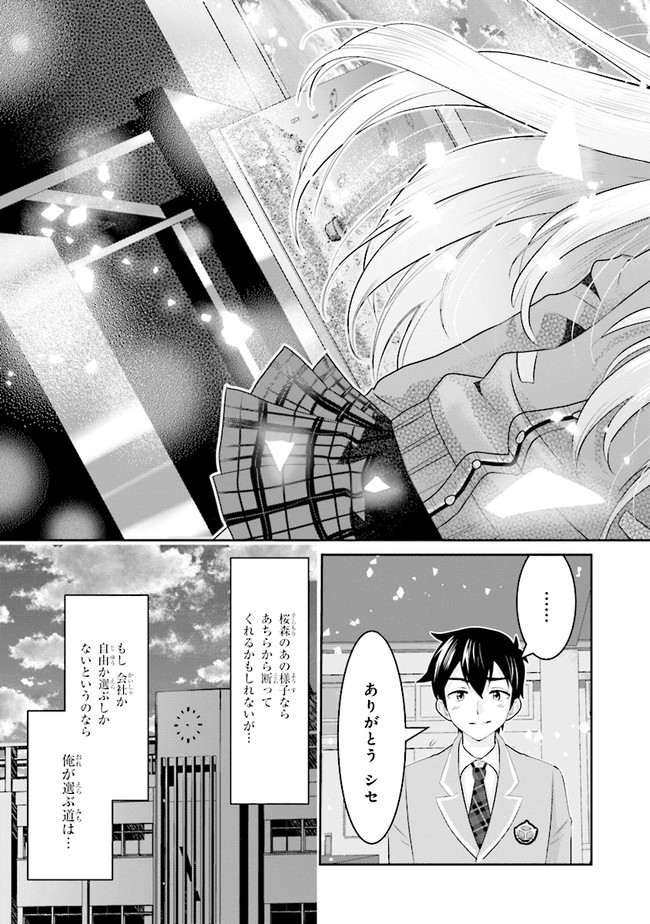 ……
ありがとう シセ
桜森のあの様子なら
あちらから断って
くれるかもしれないが…
もし 会社か
自由か選ぶしか
ないというのなら
俺が選ぶ道は…